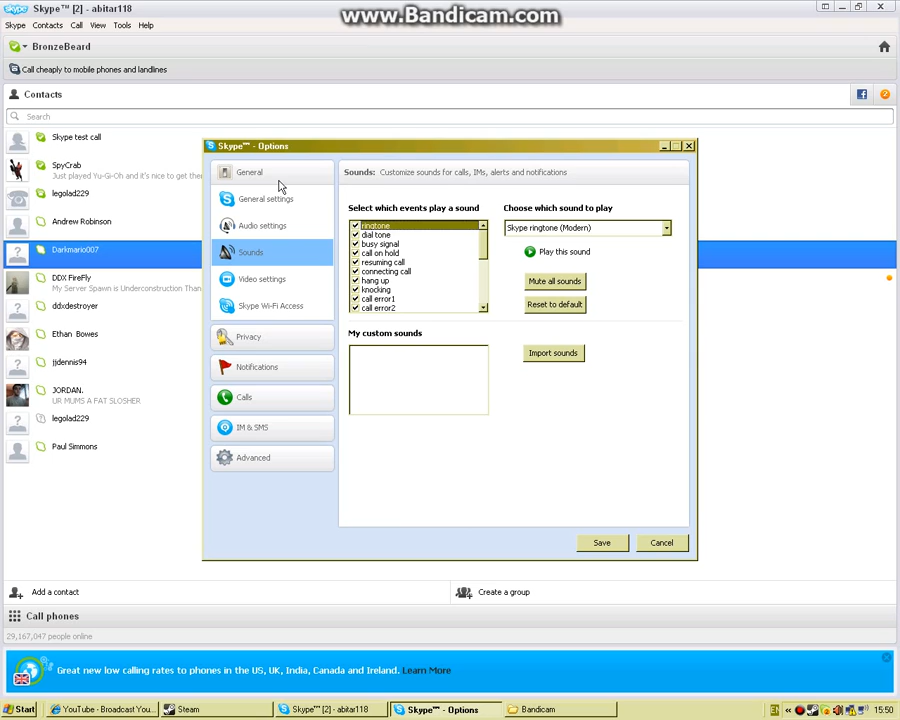 Skype™ [2] - abitar118
www.Bandicam.com
Skype Contacts Call View Tools Help
BronzeBeard
Call cheaply to mobile phones and landlines
Contacts
2
Search
Skype test call
SpyCrab
Just played Yu-Gi-Oh and it's nice to get the
legolad229
Andrew Robinson
Darkmario007
DDX FireFly
My Server Spawn is Underconstruction Than
ddxdestroyer
Ethan Bowes
jjdennis94
JORDAN.
UR MUMS A FAT SLOSHER
legolad229
Paul Simmons
Skype™ - Options
General
General settings
Audio settings
Sounds
Video settings
Skype Wi-Fi Access
Privacy
Notifications
Calls
IM & SMS
Advanced
Sounds: Customize sounds for calls, IMs, alerts and notifications
Select which events play a sound
ringtone
dial tone
busy signal
call on hold
resuming call
connecting call
hang up
knocking
call error1
call error2
Choose which sound to play
Skype ringtone (Modern)
Play this sound
Mute all sounds
Reset to default
My custom sounds
Import sounds
Save
Cancel
Add a contact
Create a group
Call phones
29,167,047 people online
Great new low calling rates to phones in the US, UK, India, Canada and Ireland. Learn More
Start
YouTube - Broadcast You...
Steam
Skype™ [2] - abitar118
Skype™ - Options
Bandicam
EN
15:50